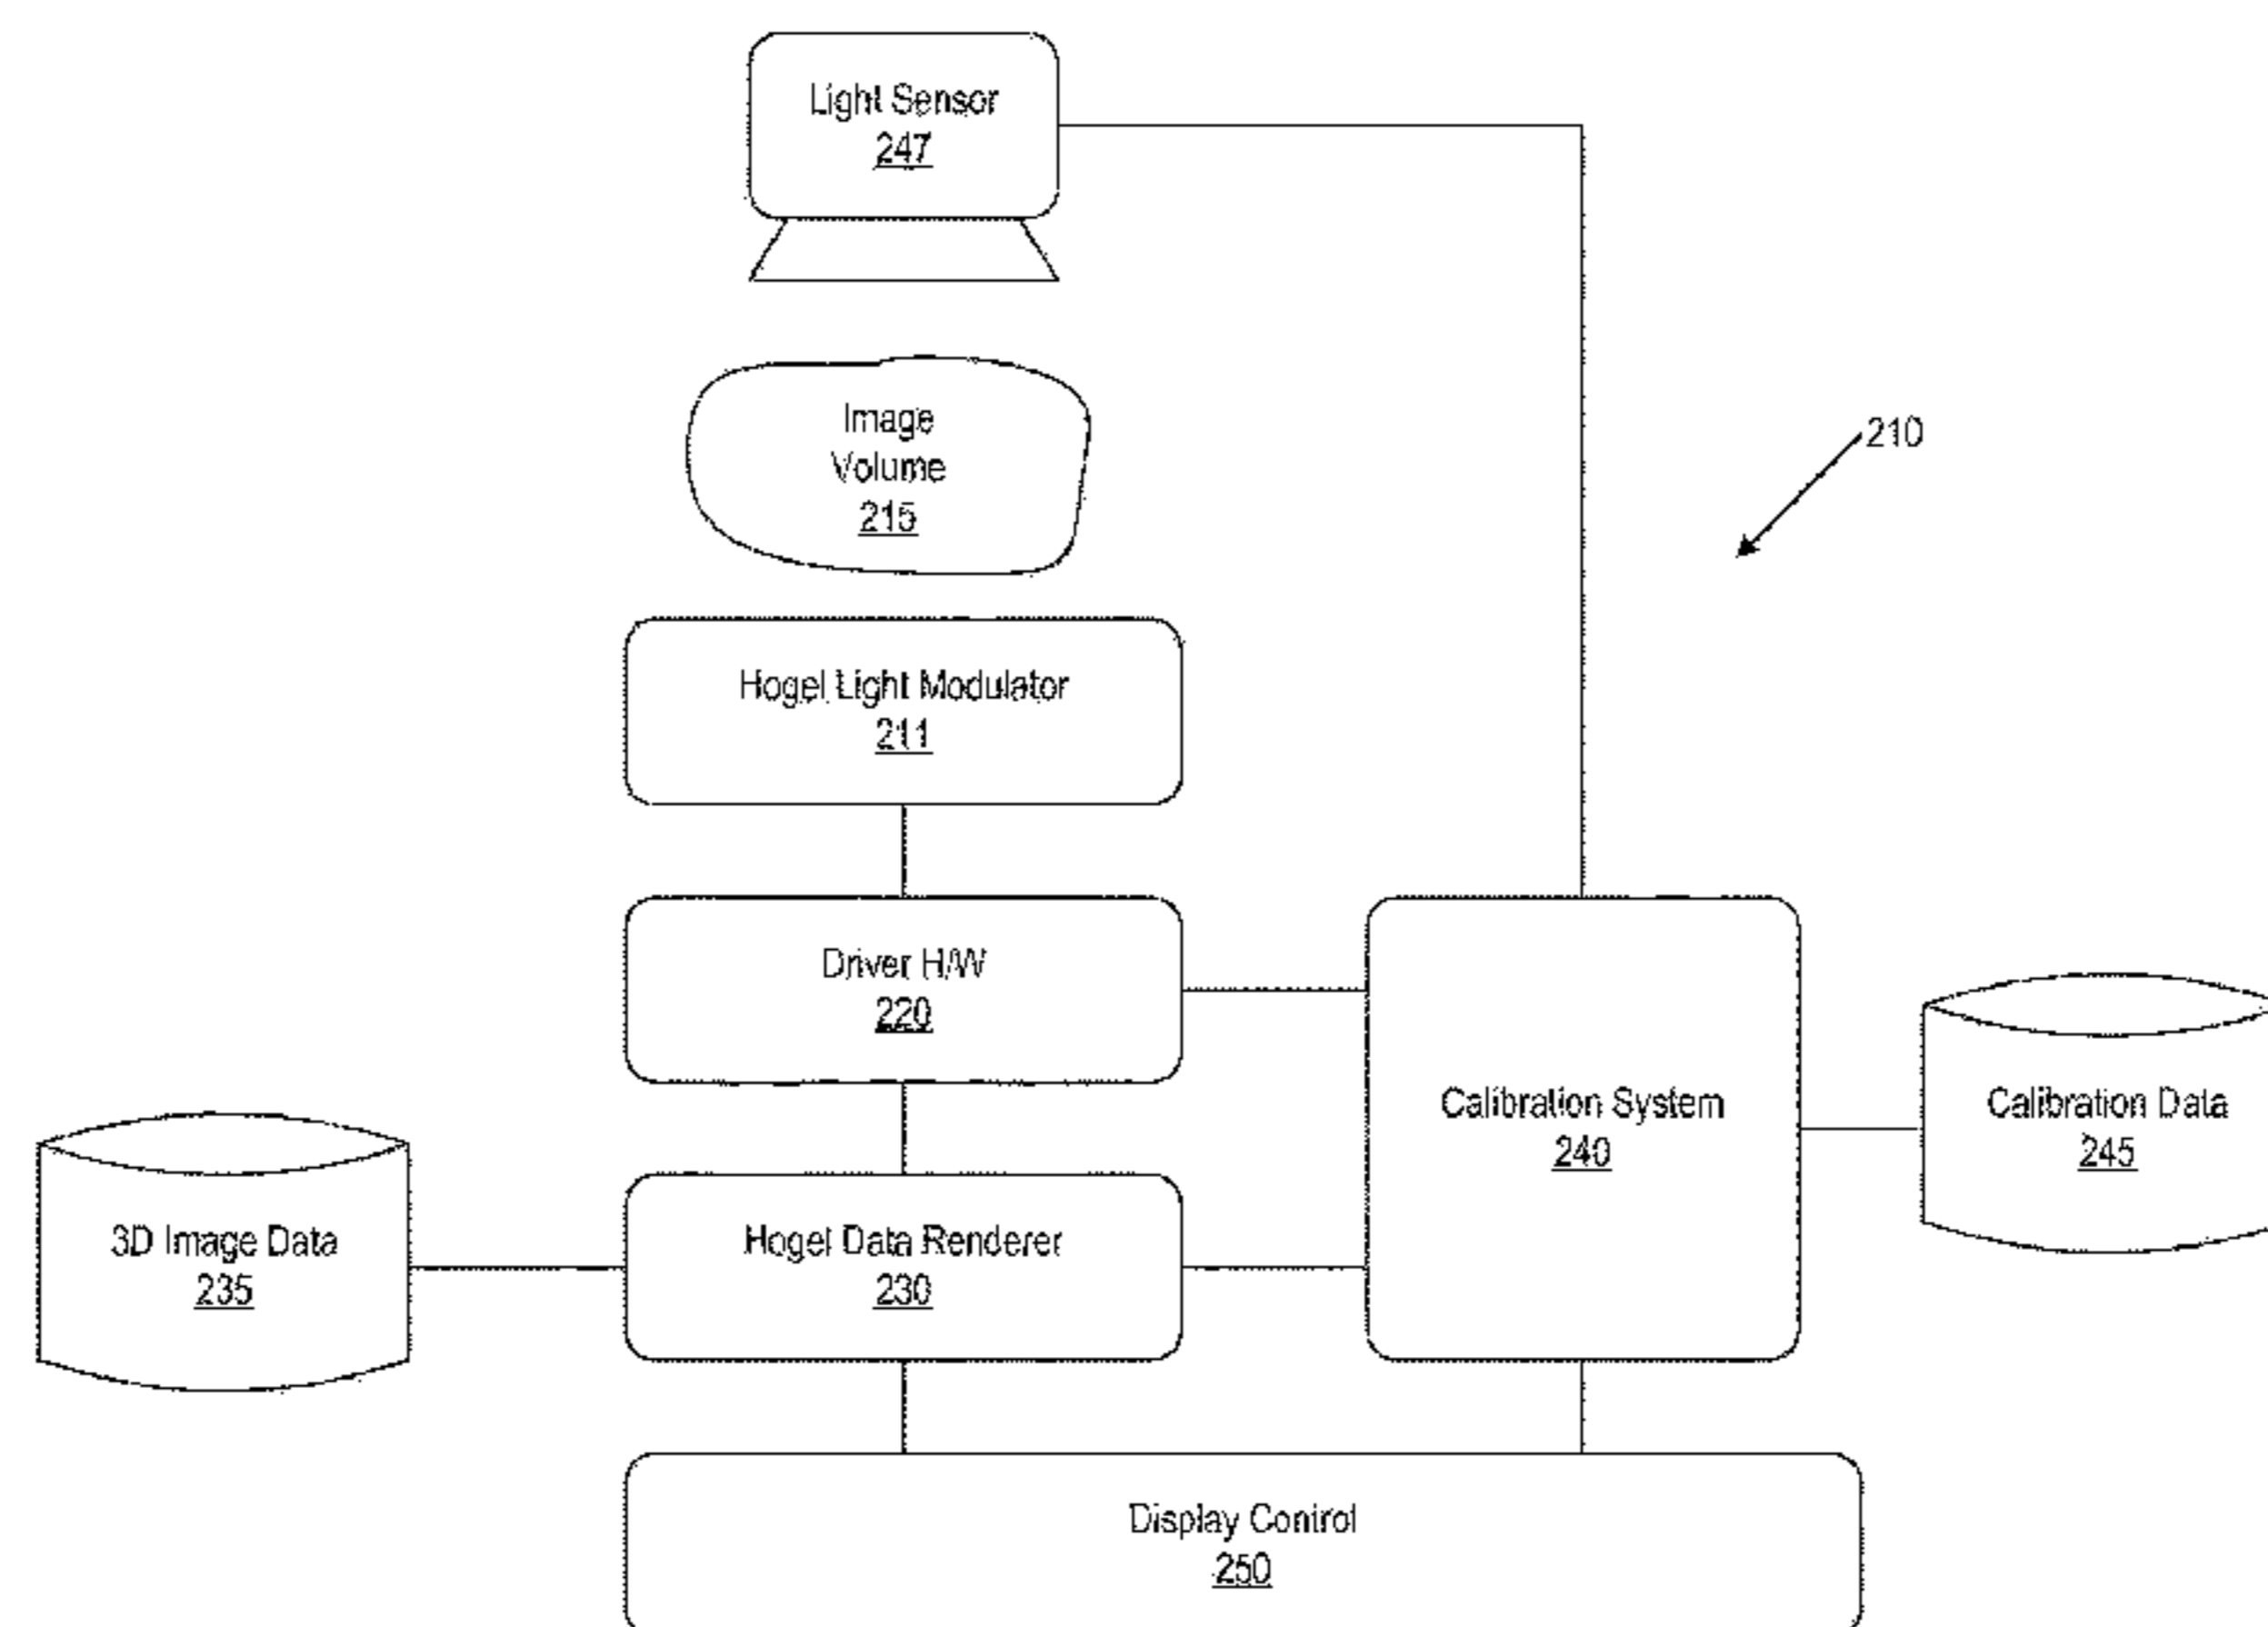 Light Sensor
247
Image
Volume
215
210
Hogel Light Modulator
211
Driver H/W
220
Calibration System
240
Calibration Data
245
3D Image Data
235
Hogel Data Renderer
230
Display Control
250